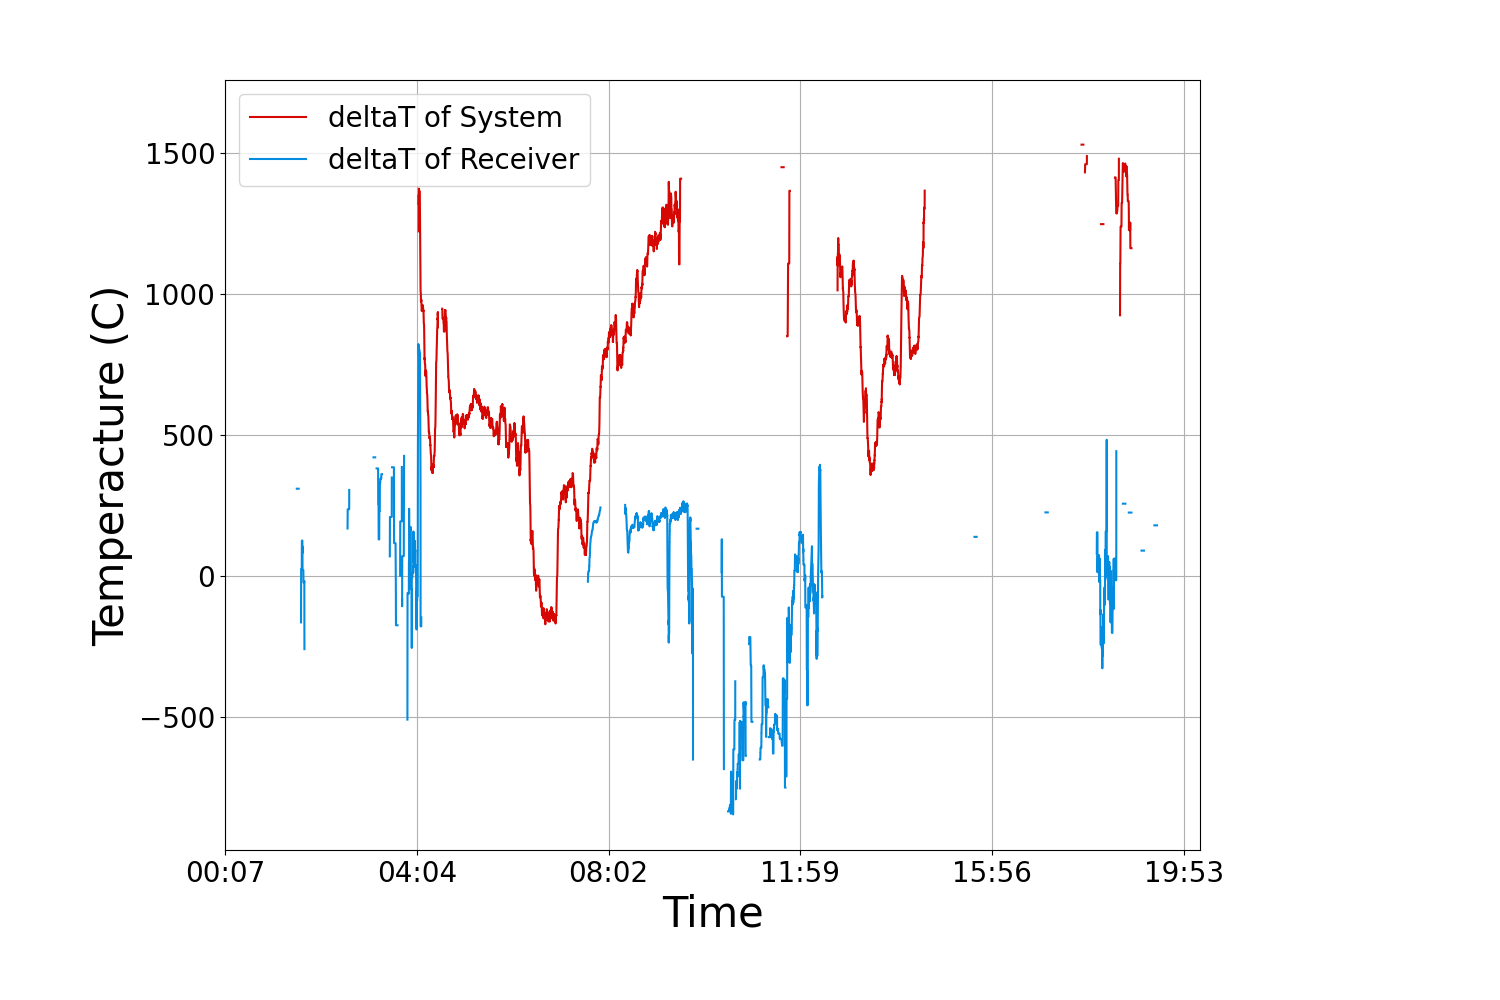 deltaT of System
deltaT of Receiver
1500
1000
500
0
−500
Temperacture (C)
00:07 04:04 08:02 11:59 15:56 19:53
Time